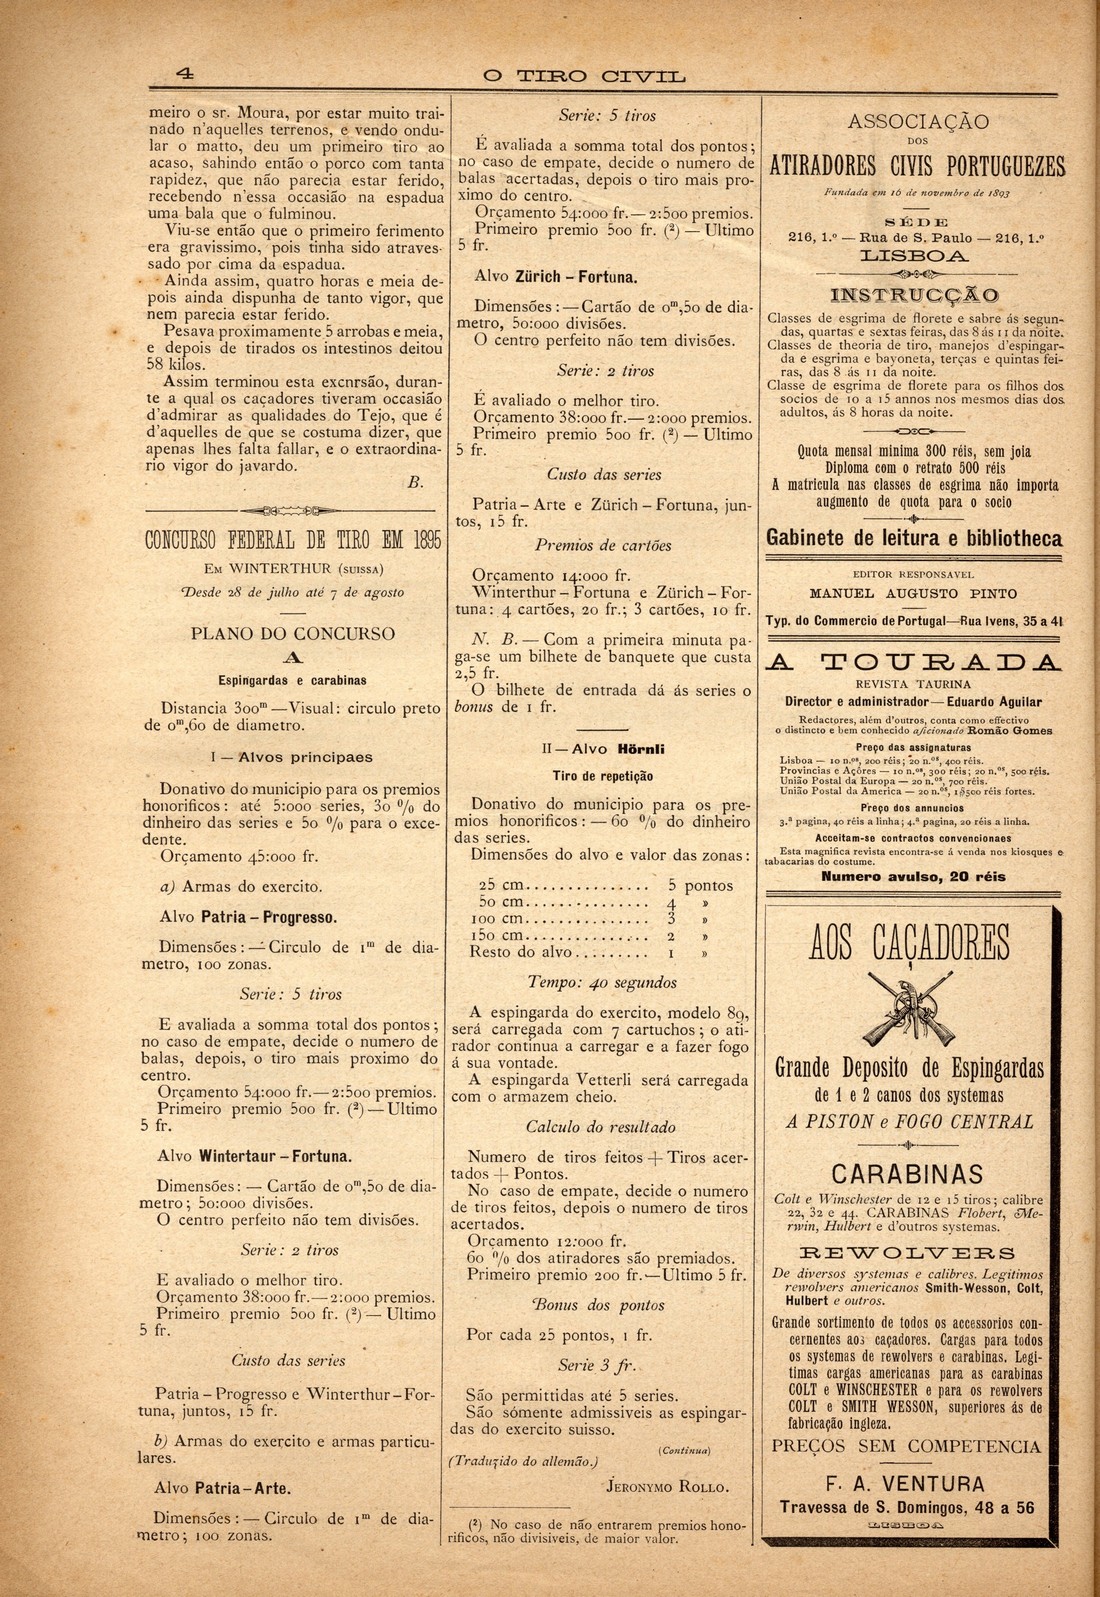 4
O TIRO CIVIL
meiro o sr. Moura, por estar muito trai-
nado n'aquelles terrenos, e vendo ondu-
lar o matto, deu um primeiro tiro ao
acaso, sahindo então o porco com tanta
rapidez, que não parecia estar ferido,
recebendo n'essa occasião na espadua
uma bala que o fulminou.
Viu-se então que o primeiro ferimento
era gravissimo, pois tinha sido atraves-
sado por cima da espadua.
Ainda assim, quatro horas e meia de-
pois ainda dispunha de tanto vigor, que
nem parecia estar ferido.
Pesava proximamente 5 arrobas e meia,
e depois de tirados os intestinos deitou
58 kilos.
Assim terminou esta excnrsão, duran-
te a qual os caçadores tiveram occasião
d'admirar as qualidades do Tejo, que é
d'aquelles de que se costuma dizer, que
apenas lhes falta fallar, e o extraordina-
rio vigor do javardo.
B.
CONCURSO FEDERAL DE TIRO EM 1895
EM WINTERTHUR (SUISSA)
Desde 28 de julho até 7 de agosto
PLANO DO CONCURSO
A
Espingardas e carabinas
Distancia 300m—Visual: circulo preto
de 0m,60 de diametro.
I — Alvos principaes
Donativo do municipio para os premios
honorificos: até 5:000 series, 30 % do
dinheiro das series e 50 % para o exce-
dente.
Orçamento 45:000 fr.
a) Armas do exercito.
Alvo Patria – Progresso.
Dimensões: — Circulo de 1m de dia-
metro, 100 zonas.
Serie: 5 tiros
E avaliada a somma total dos pontos;
no caso de empate, decide o numero de
balas, depois, o tiro mais proximo do
centro.
Orçamento 54:000 fr.—2:500 premios.
Primeiro premio 500 fr. (2) — Ultimo
5 fr.
Alvo Wintertaur – Fortuna.
Dimensões: — Cartão de 0m,50 de dia-
metro; 50:000 divisões.
O centro perfeito não tem divisões.
Serie: 2 tiros
E avaliado o melhor tiro.
Orçamento 38:000 fr.—2:000 premios.
Primeiro premio 500 fr. (2) — Ultimo
5 fr.
Custo das series
Patria – Progresso e Winterthur – For-
tuna, juntos, 15 fr.
b) Armas do exercito e armas particu-
lares.
Alvo Patria – Arte.
Dimensões: — Circulo de 1m de dia-
metro; 100 zonas.
Serie: 5 tiros
É avaliada a somma total dos pontos;
no caso de empate, decide o numero de
balas acertadas, depois o tiro mais pro-
ximo do centro.
Orçamento 54:000 fr.— 2:500 premios.
Primeiro premio 500 fr. (2) — Ultimo
5 fr.
Alvo Zürich – Fortuna.
Dimensões: — Cartão de 0m,50 de dia-
metro, 50:000 divisões.
O centro perfeito não tem divisões.
Serie: 2 tiros
É avaliado o melhor tiro.
Orçamento 38:000 fr.— 2:000 premios.
Primeiro premio 500 fr. (2) — Ultimo
5 fr.
Custo das series
Patria – Arte e Zürich – Fortuna, jun-
tos, 15 fr.
Premios de cartões
Orçamento 14:000 fr.
Winterthur – Fortuna e Zürich – For-
tuna: 4 cartões, 20 fr.; 3 cartões, 10 fr.
N. B. — Com a primeira minuta pa-
ga-se um bilhete de banquete que custa
2,5 fr.
O bilhete de entrada dá ás series o
bonus de 1 fr.
II — Alvo Hörnli
Tiro de repetição
Donativo do municipio para os pre-
mios honorificos: — 60 % do dinheiro
das series.
Dimensões do alvo e valor das zonas:
25 cm............... 5 pontos
50 cm............... 4 »
100 cm............... 3 »
150 cm............... 2 »
Resto do alvo......... 1 »
Tempo: 40 segundos
A espingarda do exercito, modelo 89,
será carregada com 7 cartuchos; o ati-
rador continua a carregar e a fazer fogo
á sua vontade.
A espingarda Vetterli será carregada
com o armazem cheio.
Calculo do resultado
Numero de tiros feitos + Tiros acer-
tados + Pontos.
No caso de empate, decide o numero
de tiros feitos, depois o numero de tiros
acertados.
Orçamento 12:000 fr.
60 % dos atiradores são premiados.
Primeiro premio 200 fr.—Ultimo 5 fr.
Bonus dos pontos
Por cada 25 pontos, 1 fr.
Serie 3 fr.
São permittidas até 5 series.
São sómente admissiveis as espingar-
das do exercito suisso.
(Continua)
(Traduzido do allemão.)
JERONYMO ROLLO.
(2) No caso de não entrarem premios hono-
rificos, não divisiveis, de maior valor.
ASSOCIAÇÃO
DOS
ATIRADORES CIVIS PORTUGUEZES
Fundada em 16 de novembro de 1893
SÉDE
216, 1.º — Rua de S. Paulo — 216, 1.º
LISBOA
INSTRUCÇÃO
Classes de esgrima de florete e sabre ás segun-
das, quartas e sextas feiras, das 8 ás 11 da noite.
Classes de theoria de tiro, manejos d'espingar-
da e esgrima e bayoneta, terças e quintas fei-
ras, das 8 ás 11 da noite.
Classe de esgrima de florete para os filhos dos
socios de 10 a 15 annos nos mesmos dias dos
adultos, ás 8 horas da noite.
Quota mensal minima 300 réis, sem joia
Diploma com o retrato 500 réis
A matricula nas classes de esgrima não importa
augmento de quota para o socio
Gabinete de leitura e bibliotheca
EDITOR RESPONSAVEL
MANUEL AUGUSTO PINTO
Typ. do Commercio de Portugal—Rua Ivens, 35 a 41
A TOURADA
REVISTA TAURINA
Director e administrador— Eduardo Aguilar
Redactores, além d'outros, conta como effectivo
o distincto e bem conhecido aficionado Romão Gomes
Preço das assignaturas
Lisboa — 10 n.os, 200 réis; 20 n.os, 400 réis.
Provincias e Açôres — 10 n.os, 300 réis; 20 n.os, 500 réis.
União Postal da Europa — 20 n.os, 700 réis.
União Postal da America — 20 n.os, 1$500 réis fortes.
Preço dos annuncios
3.ª pagina, 40 réis a linha; 4.ª pagina, 20 réis a linha.
Acceitam-se contractos convencionaes
Esta magnifica revista encontra-se á venda nos kiosques e
tabacarias do costume.
Numero avulso, 20 réis
AOS CAÇADORES
Grande Deposito de Espingardas
de 1 e 2 canos dos systemas
A PISTON e FOGO CENTRAL
CARABINAS
Colt e Winschester de 12 e 15 tiros; calibre
22, 32 e 44. CARABINAS Flobert, Me-
rwin, Hulbert e d'outros systemas.
REWOLVERS
De diversos systemas e calibres. Legitimos
rewolvers americanos Smith-Wesson, Colt,
Hulbert e outros.
Grande sortimento de todos os accessorios con-
cernentes aos caçadores. Cargas para todos
os systemas de rewolvers e carabinas. Legi-
timas cargas americanas para as carabinas
COLT e WINSCHESTER e para os rewolvers
COLT e SMITH WESSON, superiores ás de
fabricação ingleza.
PREÇOS SEM COMPETENCIA
F. A. VENTURA
Travessa de S. Domingos, 48 a 56
LISBOA